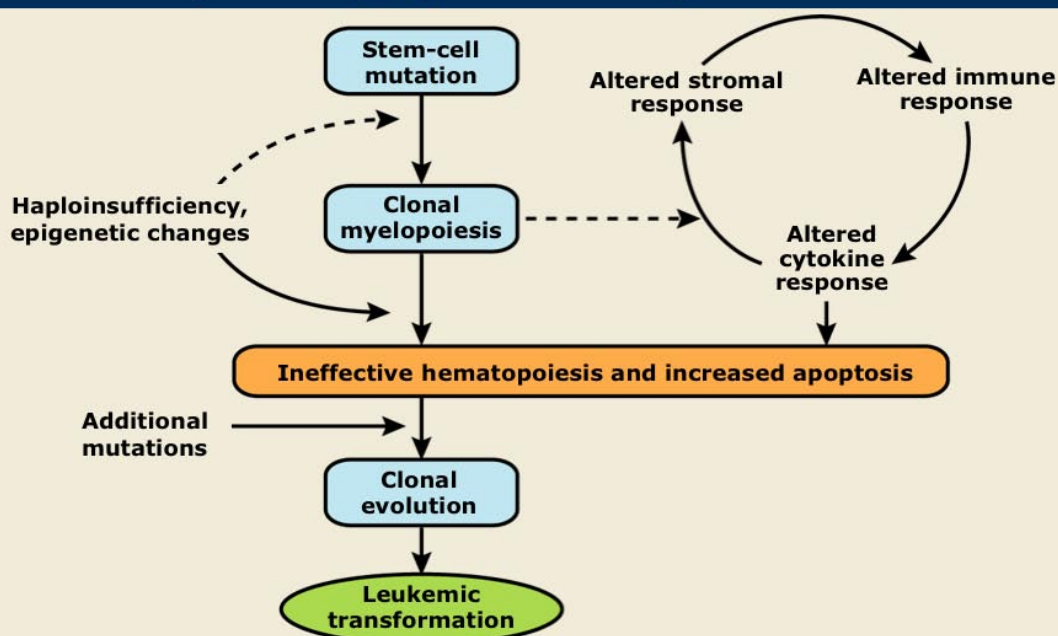 Stem-cell
mutation
Altered stromal
response
Altered immune
response
Haploinsufficiency,
epigenetic changes
Clonal
myelopoiesis
Altered
cytokine
response
Ineffective hematopoiesis and increased apoptosis
Additional
mutations
Clonal
evolution
Leukemic
transformation